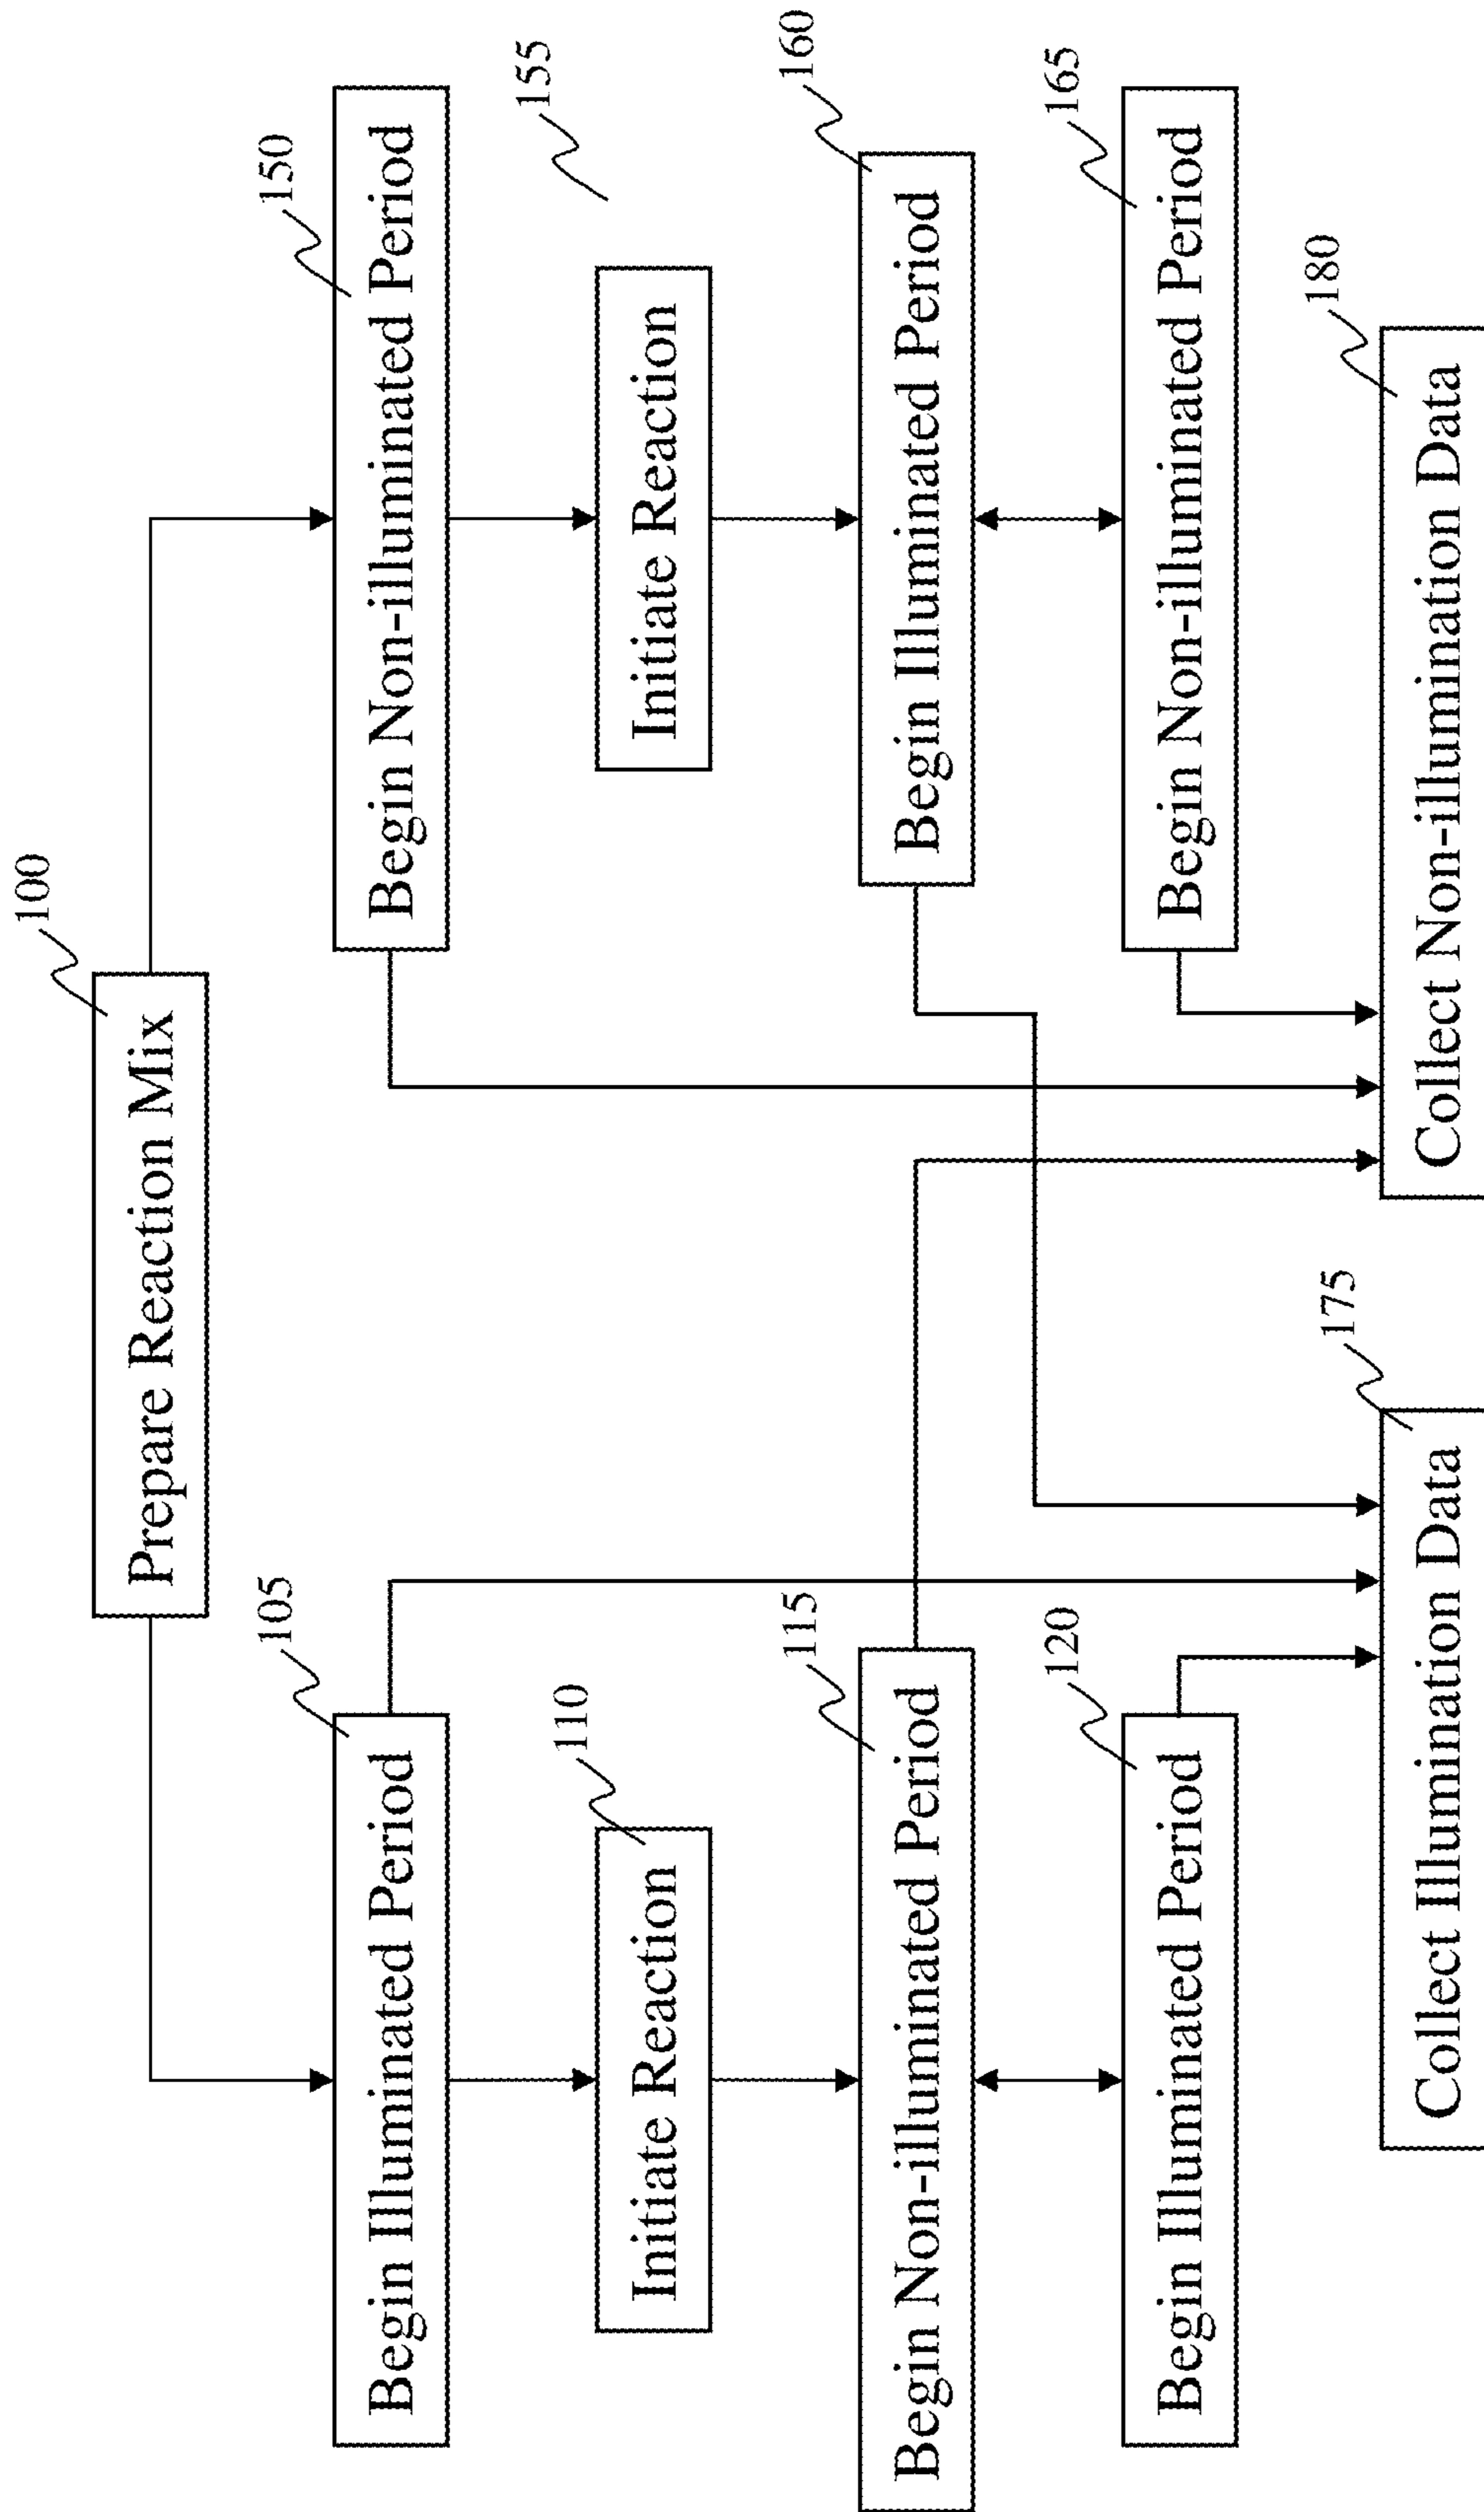 100
Prepare Reaction Mix
105
Begin Illuminated Period
150
Begin Non-illuminated Period
110
Initiate Reaction
155
Initiate Reaction
115
Begin Non-illuminated Period
160
Begin Illuminated Period
120
Begin Illuminated Period
165
Begin Non-illuminated Period
175
Collect Illumination Data
180
Collect Non-illumination Data